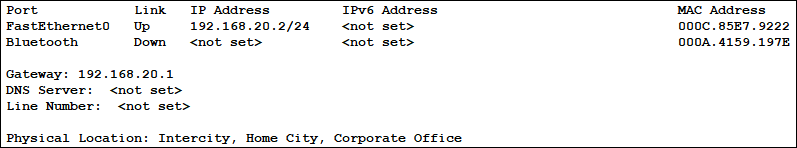 Port Link IP Address IPv6 Address MAC Address
FastEthernet0 Up 192.168.20.2/24 <not set> 000C.85E7.9222
Bluetooth Down <not set> <not set> 000A.4159.197E
Gateway: 192.168.20.1
DNS Server: <not set>
Line Number: <not set>
Physical Location: Intercity, Home City, Corporate Office